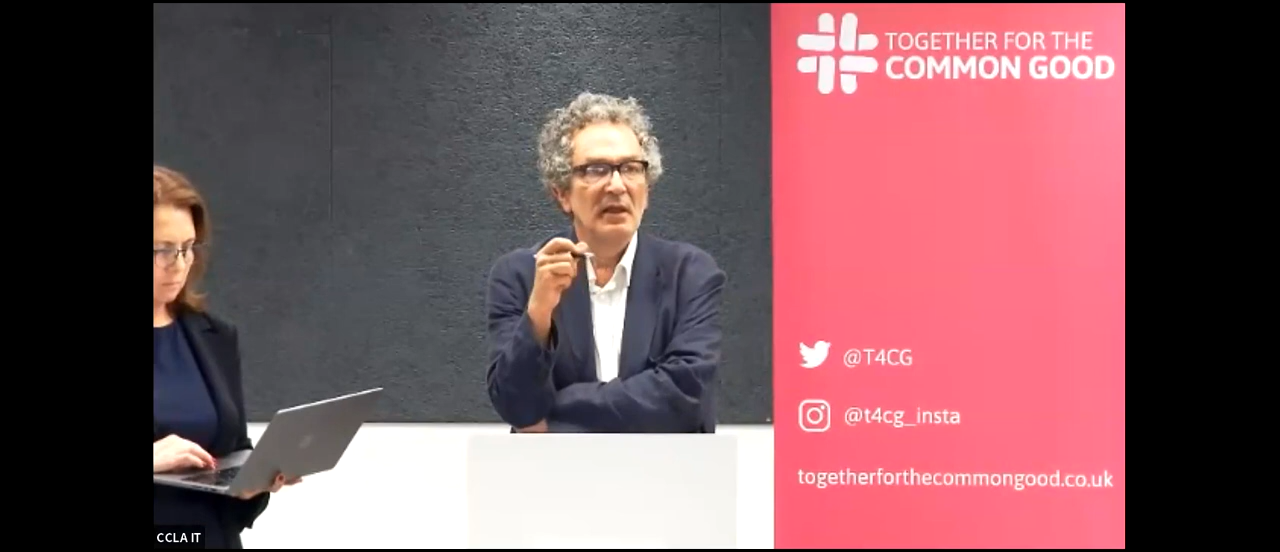 TOGETHER FOR THE
COMMON GOOD
@T4CG
@t4cg_insta
togetherforthecommongood.co.uk
CCLA IT